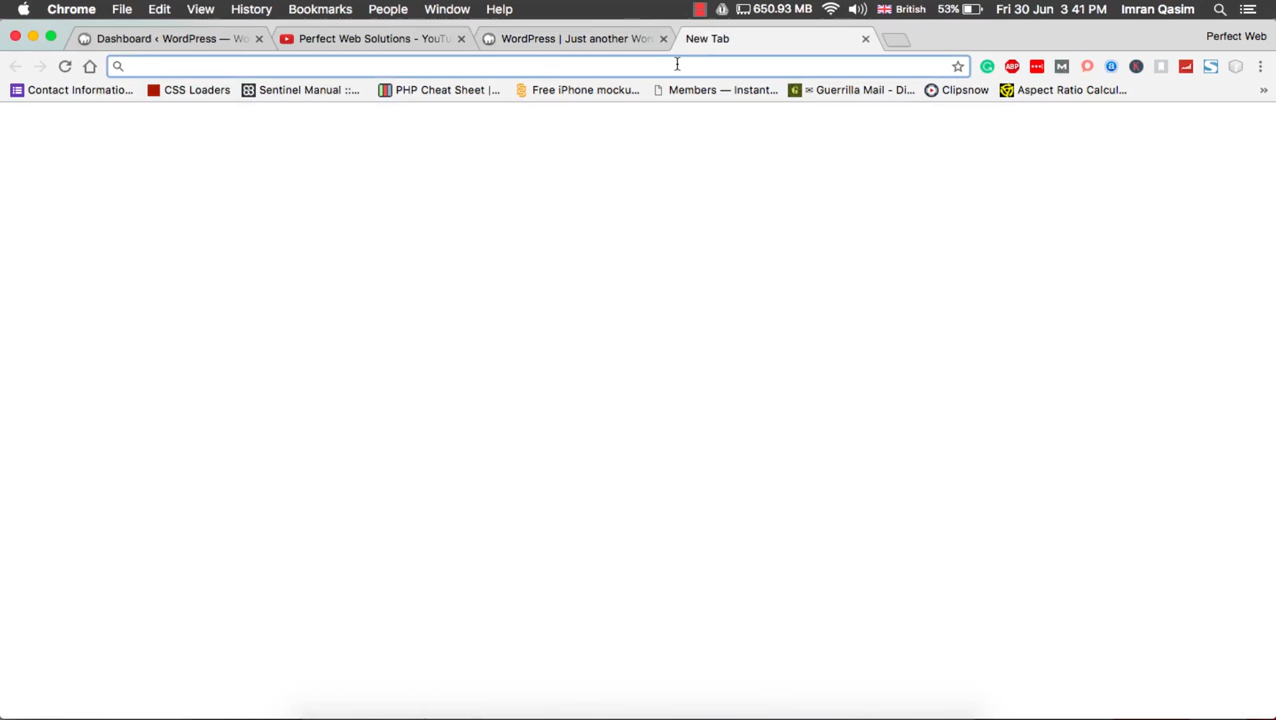 Chrome File Edit View History Bookmarks People Window Help 650.93 MB British 53% Fri 30 Jun 3 41 PM Imran Qasim
Dashboard ‹ WordPress — Wo Perfect Web Solutions - YouTu WordPress | Just another Wor New Tab Perfect Web
ABP M
Contact Informatio... CSS Loaders Sentinel Manual ::... PHP Cheat Sheet |... Free iPhone mocku... Members — Instant... Guerrilla Mail - Di... Clipsnow Aspect Ratio Calcul... »